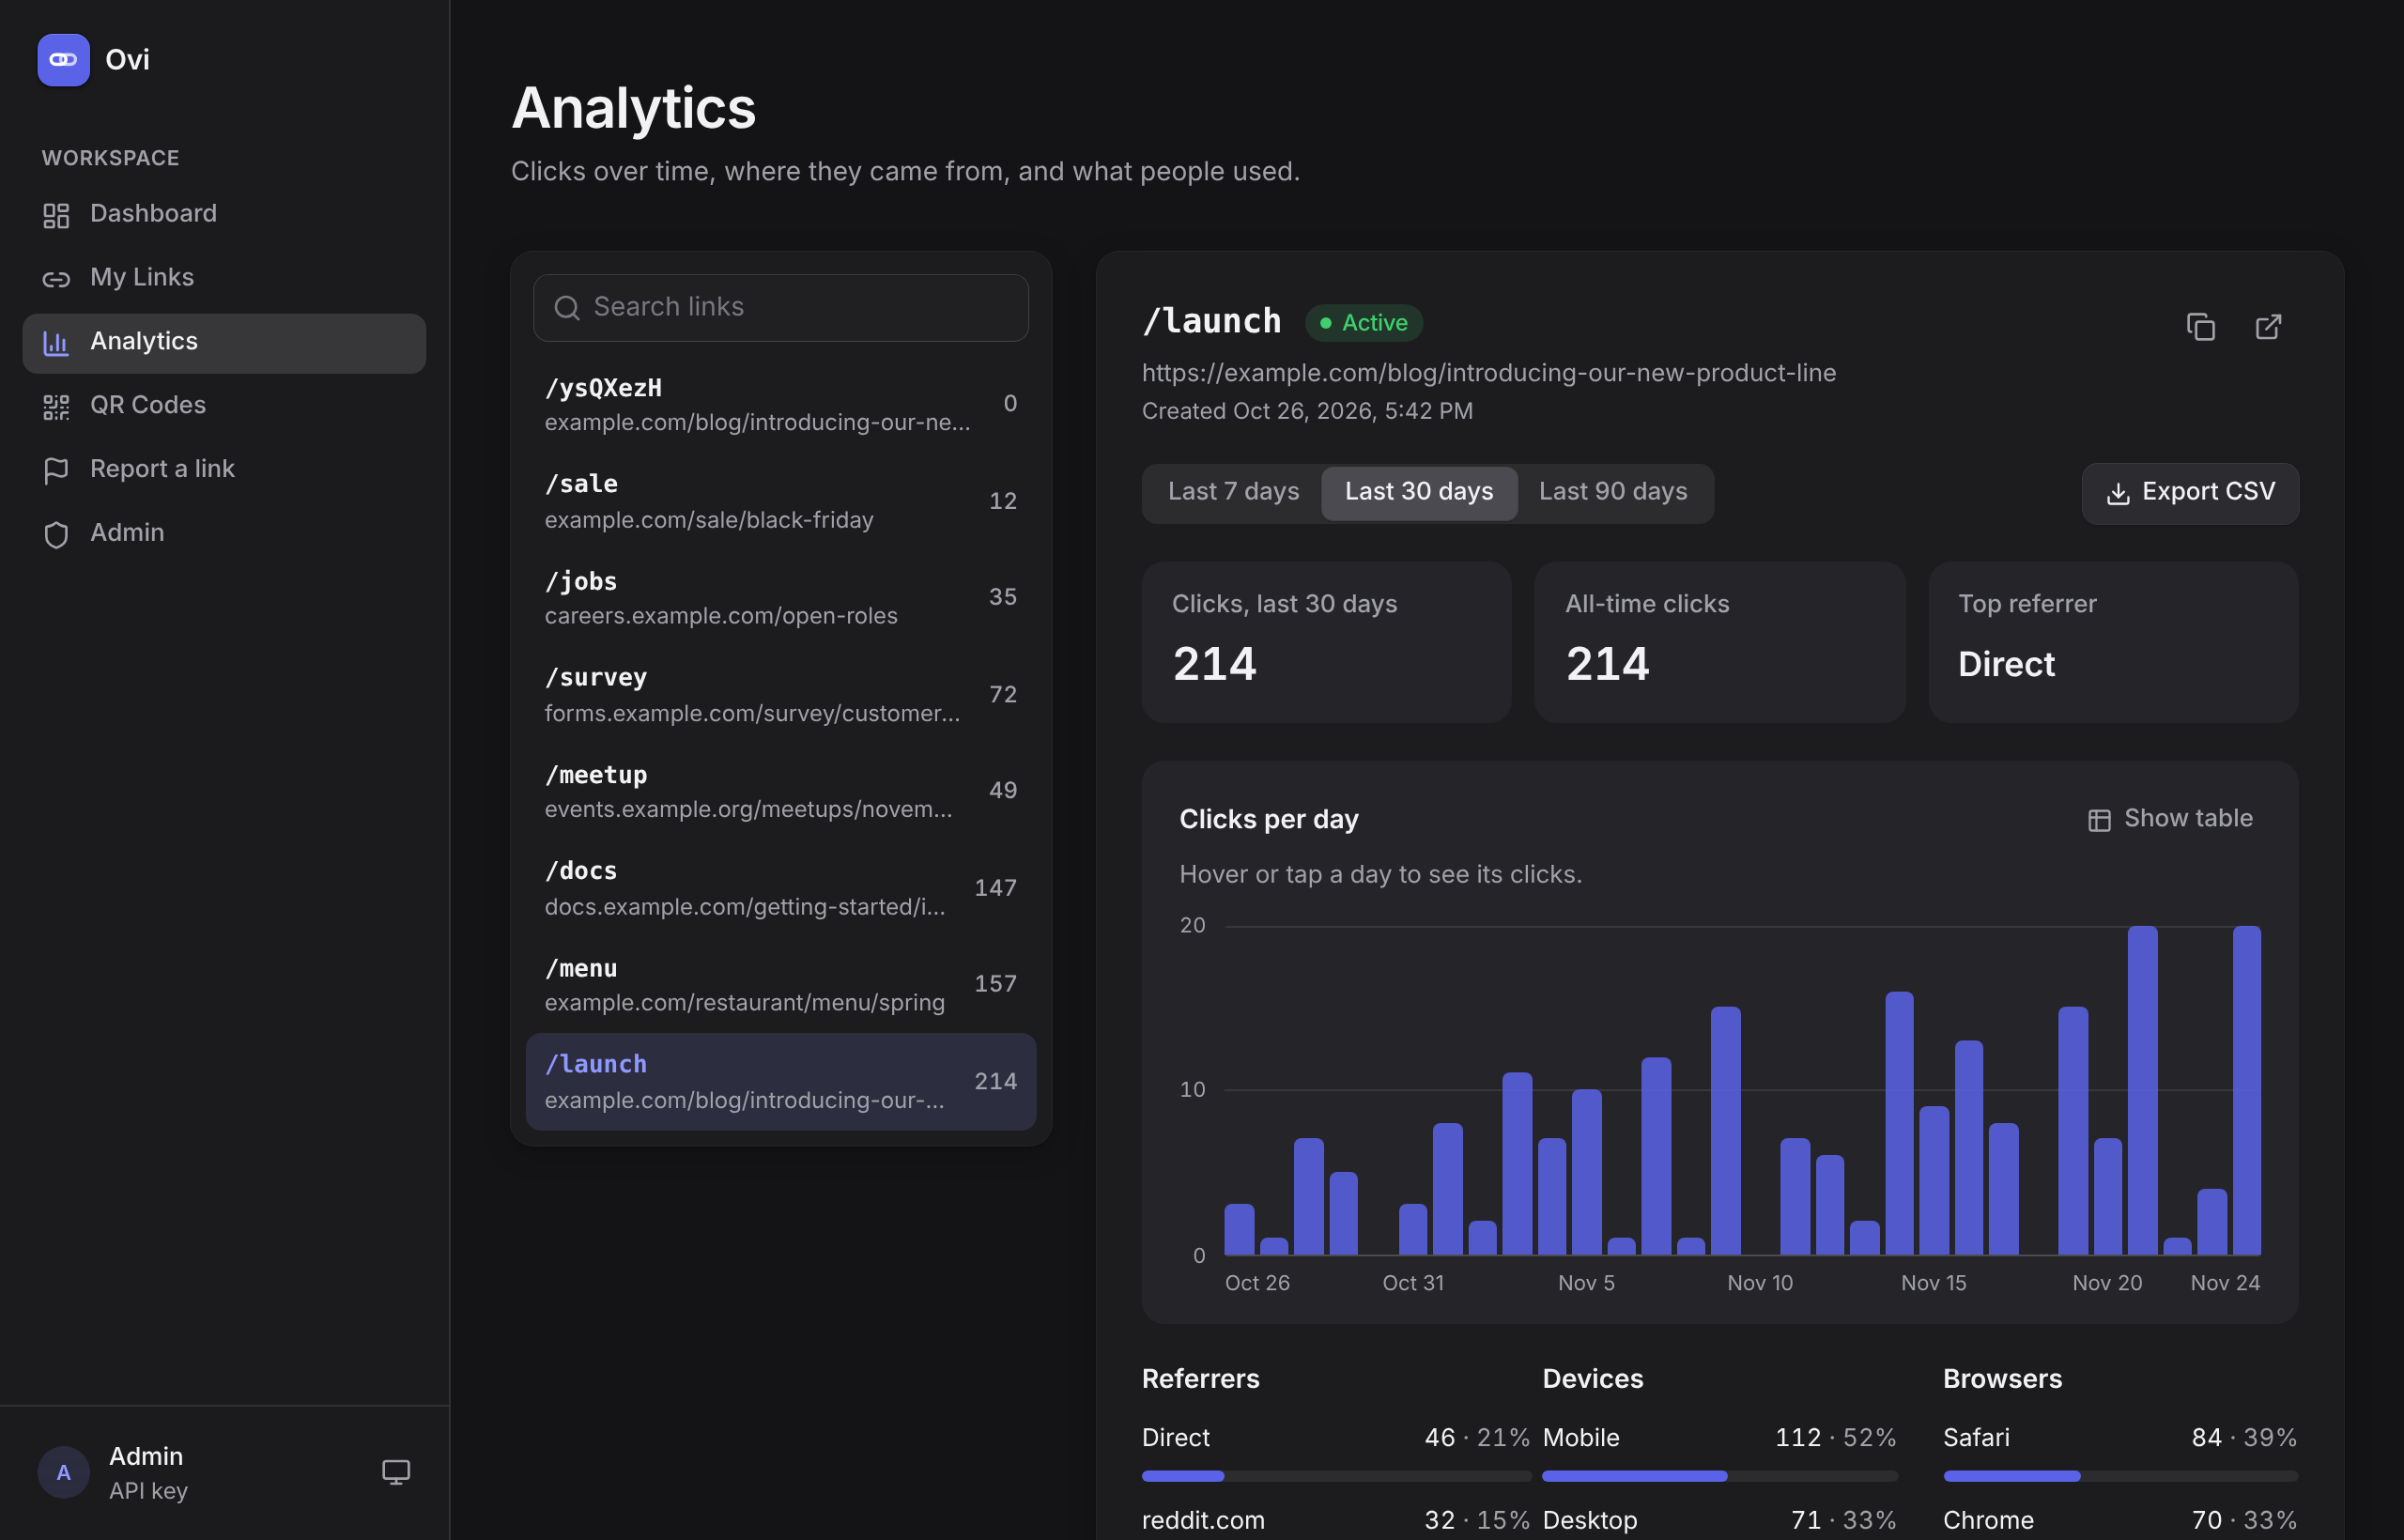 Ovi
WORKSPACE
Dashboard
My Links
Analytics
QR Codes
Report a link
Admin
A
Admin
API key
Analytics
Clicks over time, where they came from, and what people used.
Search links
/ysQXezH
example.com/blog/introducing-our-ne...
0
/sale
example.com/sale/black-friday
12
/jobs
careers.example.com/open-roles
35
/survey
forms.example.com/survey/customer...
72
/meetup
events.example.org/meetups/novem...
49
/docs
docs.example.com/getting-started/i...
147
/menu
example.com/restaurant/menu/spring
157
/launch
example.com/blog/introducing-our-...
214
/launch Active
https://example.com/blog/introducing-our-new-product-line
Created Oct 26, 2026, 5:42 PM
Last 7 days Last 30 days Last 90 days Export CSV
Clicks, last 30 days
214
All-time clicks
214
Top referrer
Direct
Clicks per day Show table
Hover or tap a day to see its clicks.
20
10
0
Oct 26 Oct 31 Nov 5 Nov 10 Nov 15 Nov 20 Nov 24
Referrers
Direct 46 · 21%
reddit.com 32 · 15%
Devices
Mobile 112 · 52%
Desktop 71 · 33%
Browsers
Safari 84 · 39%
Chrome 70 · 33%